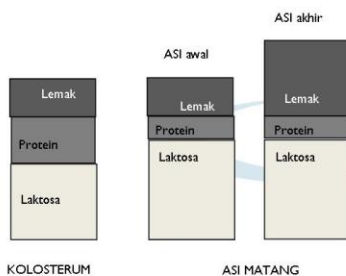 ASI akhir
ASI awal
Lemak
Lemak
Lemak
Protein
Protein
Protein
Laktosa
Laktosa
Laktosa
KOLOSTERUM
ASI MATANG